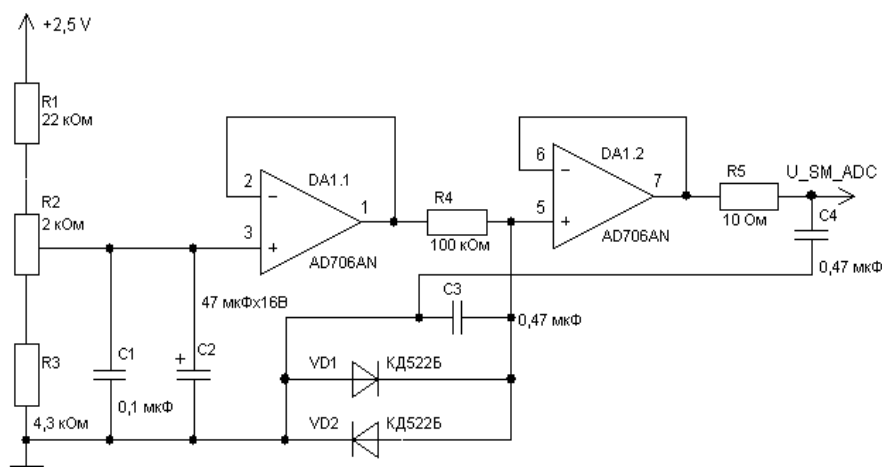 +2,5 V
R1
22 кОм
R2
2 кОм
R3
4,3 кОм
C1
0,1 мкФ
47 мкФх16В
+
C2
2
3
−
+
DA1.1
1
AD706AN
R4
100 кОм
6
5
−
+
DA1.2
7
AD706AN
R5
10 Ом
U_SM_ADC
C4
0,47 мкФ
C3
0,47 мкФ
VD1
КД522Б
VD2
КД522Б